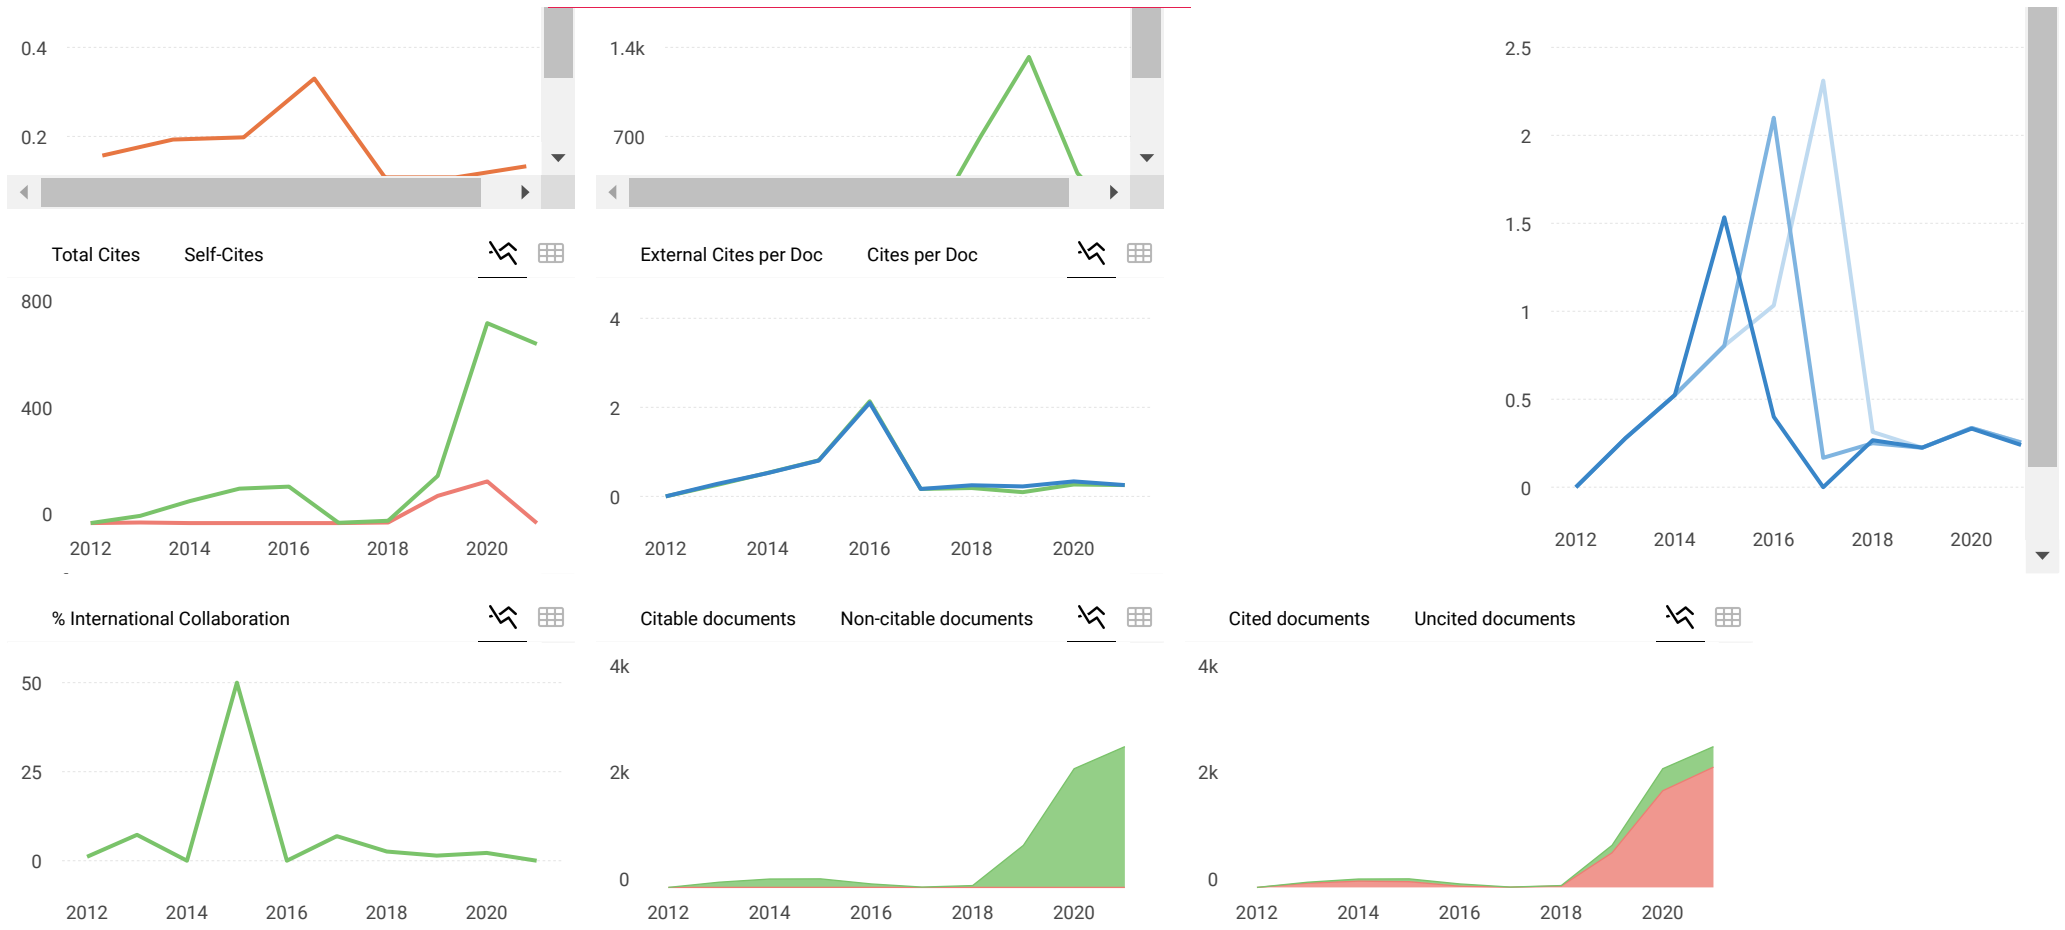 0.4
0.2
1.4k
700
2.5
2
1.5
1
0.5
0
2012 2014 2016 2018 2020
Total Cites Self-Cites
800
400
0
2012 2014 2016 2018 2020
External Cites per Doc Cites per Doc
4
2
0
2012 2014 2016 2018 2020
% International Collaboration
50
25
0
2012 2014 2016 2018 2020
Citable documents Non-citable documents
4k
2k
0
2012 2014 2016 2018 2020
Cited documents Uncited documents
4k
2k
0
2012 2014 2016 2018 2020